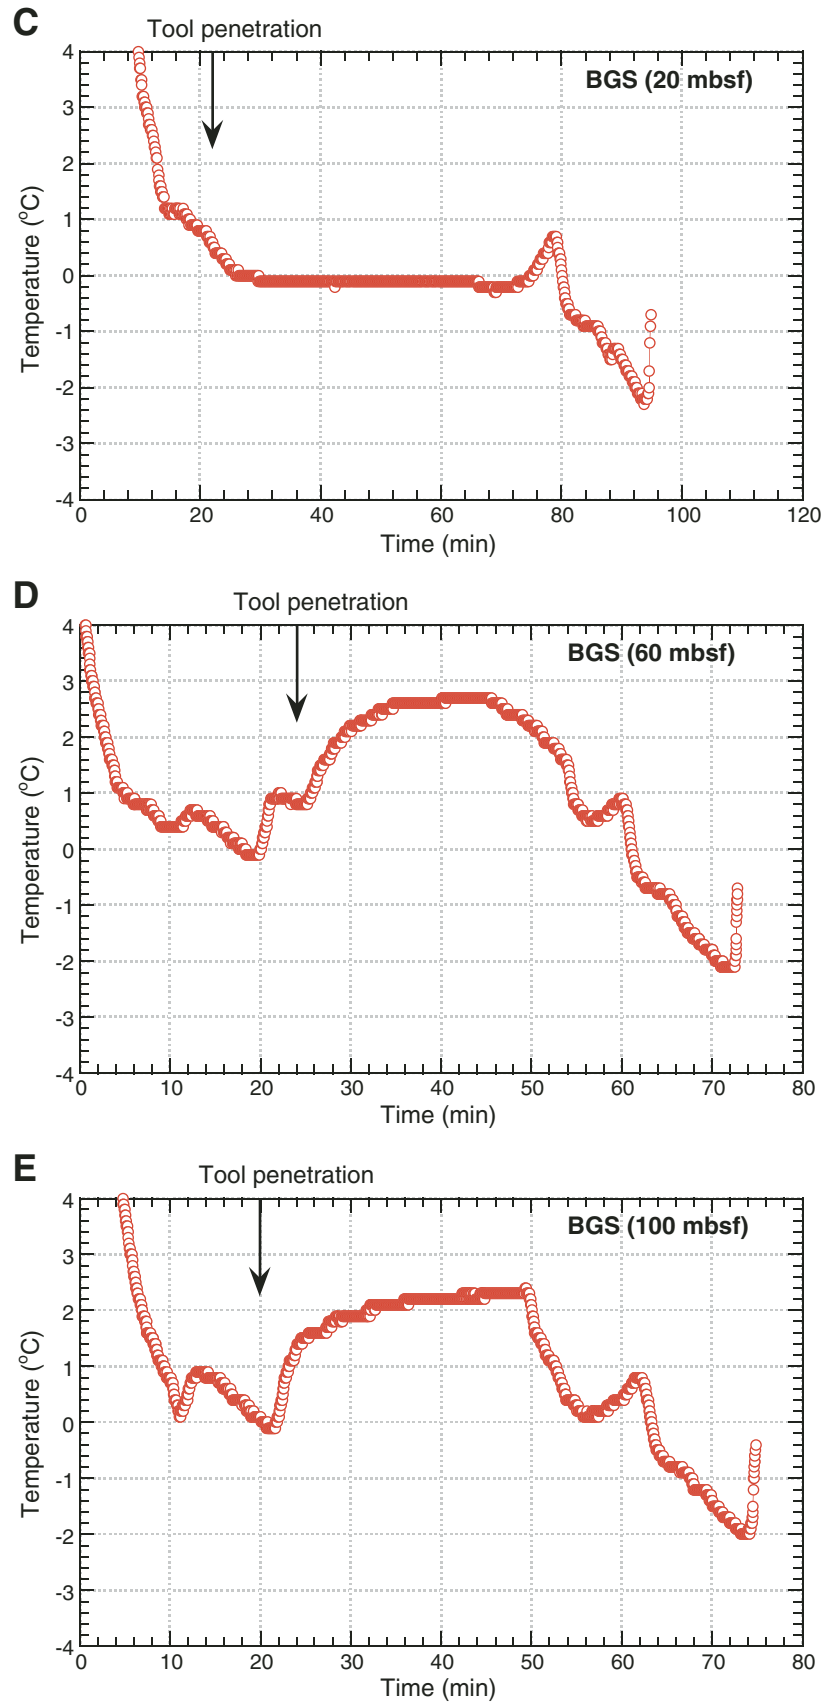 C
Tool penetration
BGS (20 mbsf)
4
3
2
1
0
-1
-2
-3
-4
Temperature (°C)
0 20 40 60 80 100 120
Time (min)
D
Tool penetration
BGS (60 mbsf)
4
3
2
1
0
-1
-2
-3
-4
Temperature (°C)
0 10 20 30 40 50 60 70 80
Time (min)
E
Tool penetration
BGS (100 mbsf)
4
3
2
1
0
-1
-2
-3
-4
Temperature (°C)
0 10 20 30 40 50 60 70 80
Time (min)